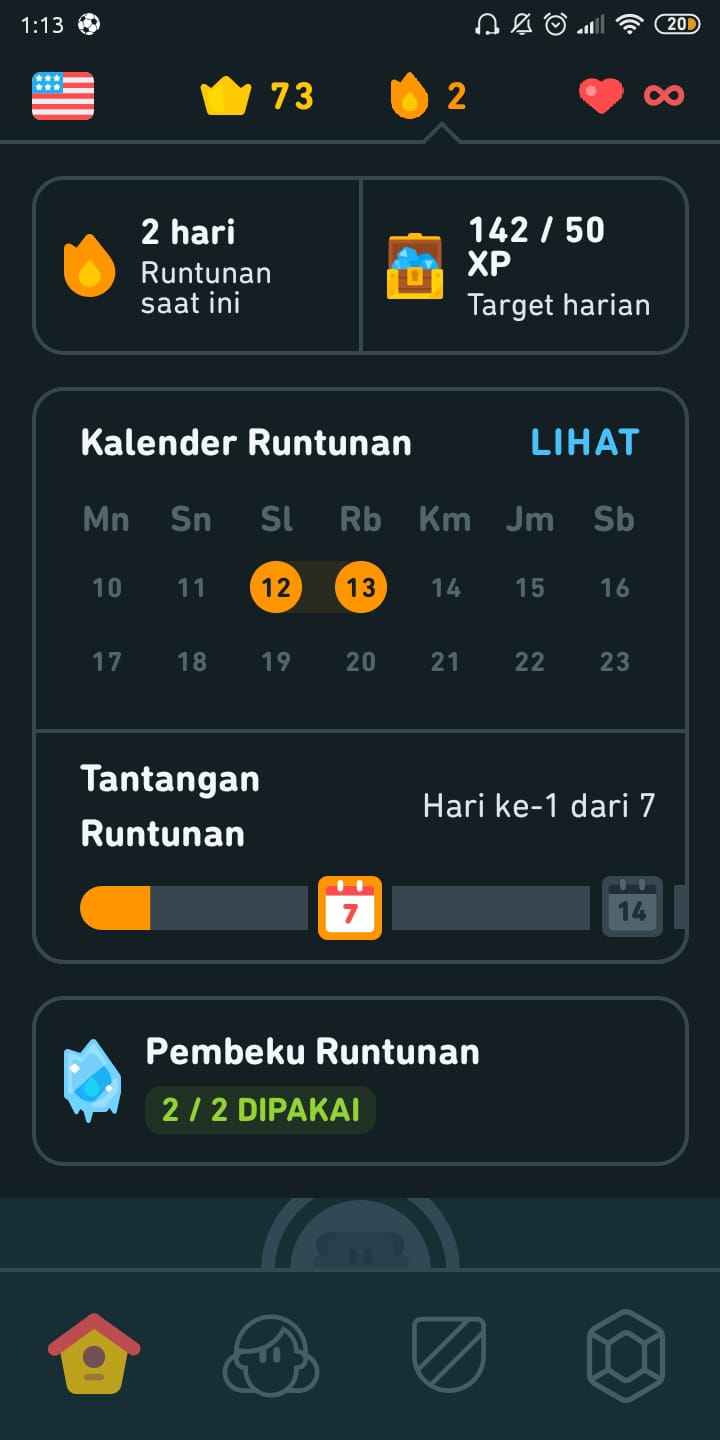 1:13
20
73
2
∞
2 hari
Runtunan
saat ini
142 / 50
XP
Target harian
Kalender Runtunan
LIHAT
Mn Sn Sl Rb Km Jm Sb
10 11 12 13 14 15 16
17 18 19 20 21 22 23
Tantangan
Runtunan
Hari ke-1 dari 7
7
14
Pembeku Runtunan
2 / 2 DIPAKAI